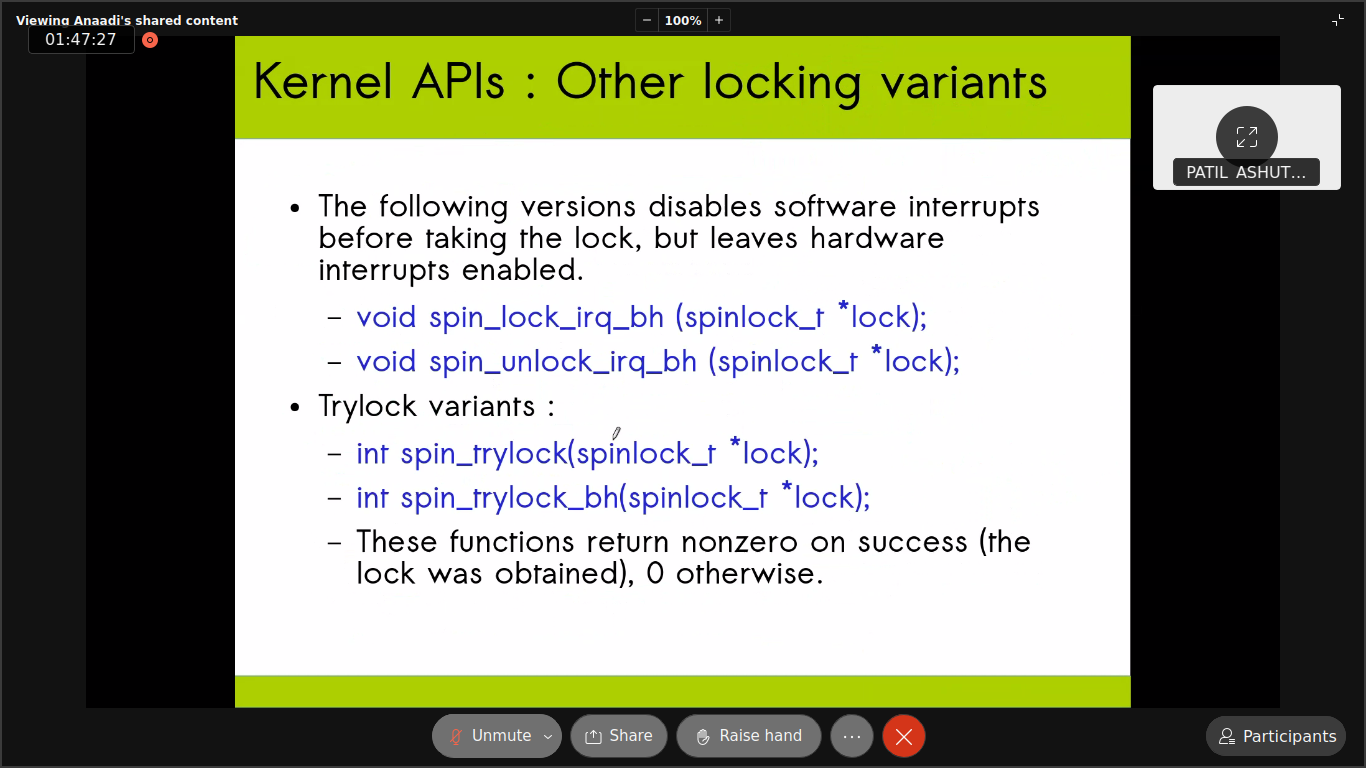 Viewing Anaadi's shared content
− 100% +
01:47:27
Kernel APIs : Other locking variants
PATIL ASHUT...
• The following versions disables software interrupts
before taking the lock, but leaves hardware
interrupts enabled.
– void spin_lock_irq_bh (spinlock_t *lock);
– void spin_unlock_irq_bh (spinlock_t *lock);
• Trylock variants :
– int spin_trylock(spinlock_t *lock);
– int spin_trylock_bh(spinlock_t *lock);
– These functions return nonzero on success (the
lock was obtained), 0 otherwise.
Unmute Share Raise hand ... Participants